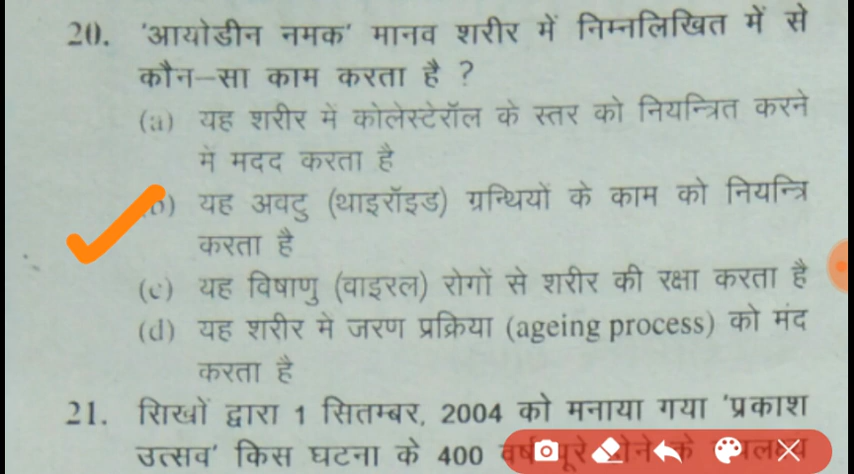 20. 'आयोडीन नमक' मानव शरीर में निम्नलिखित में से
कौन–सा काम करता है ?
(a) यह शरीर में कोलेस्टेरॉल के स्तर को नियन्त्रित करने
में मदद करता है
b) यह अवटु (थाइरॉइड) ग्रन्थियों के काम को नियन्त्रि
करता है
(c) यह विषाणु (वाइरल) रोगों से शरीर की रक्षा करता है
(d) यह शरीर में जरण प्रक्रिया (ageing process) को मंद
करता है
21. सिखों द्वारा 1 सितम्बर, 2004 को मनाया गया 'प्रकाश
उत्सव' किस घटना के 400 वर्ष पूरे होने के